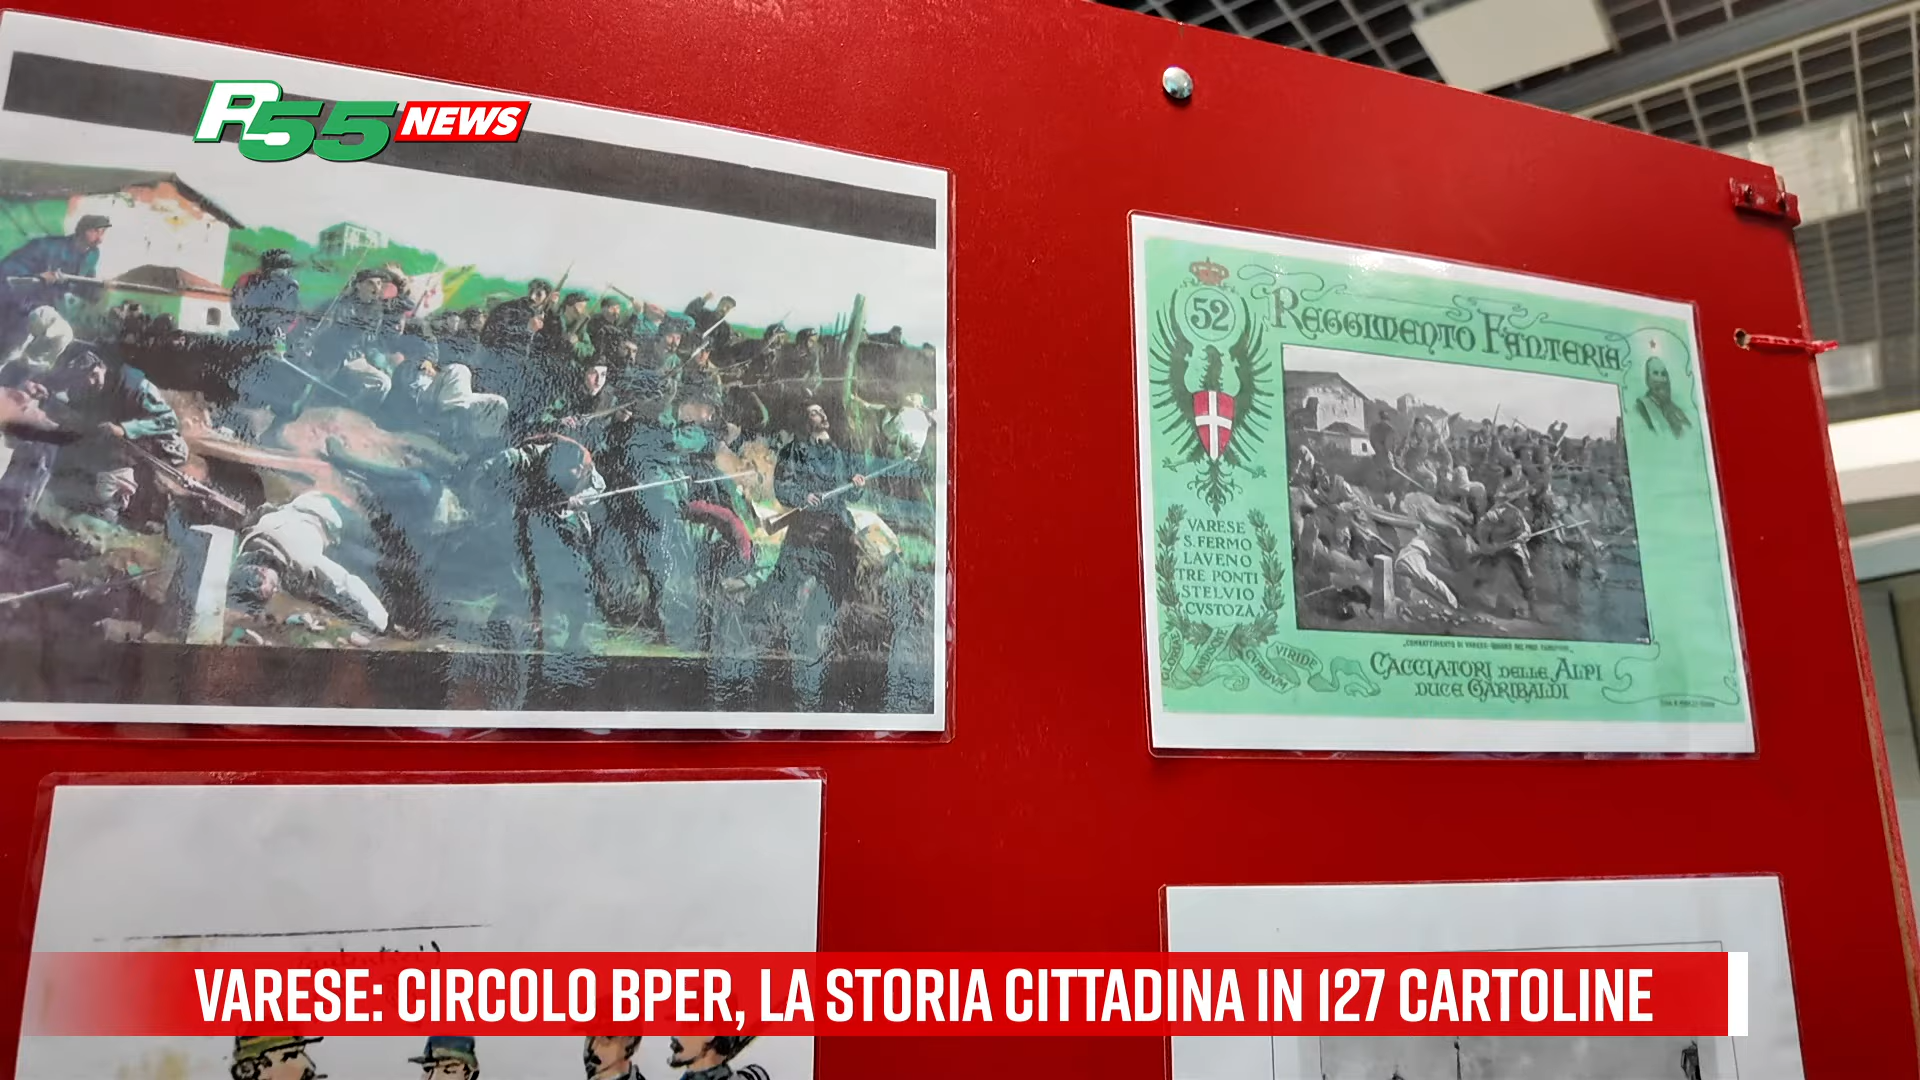 R55 NEWS
52
REGGIMENTO FANTERIA
VARESE
S. FERMO
LAVENO
TRE PONTI
STELVIO
CVSTOZA
VIRIDE
CVPIDVM
CACCIATORI DELLE ALPI
DUCE GARIBALDI
VARESE: CIRCOLO BPER, LA STORIA CITTADINA IN 127 CARTOLINE